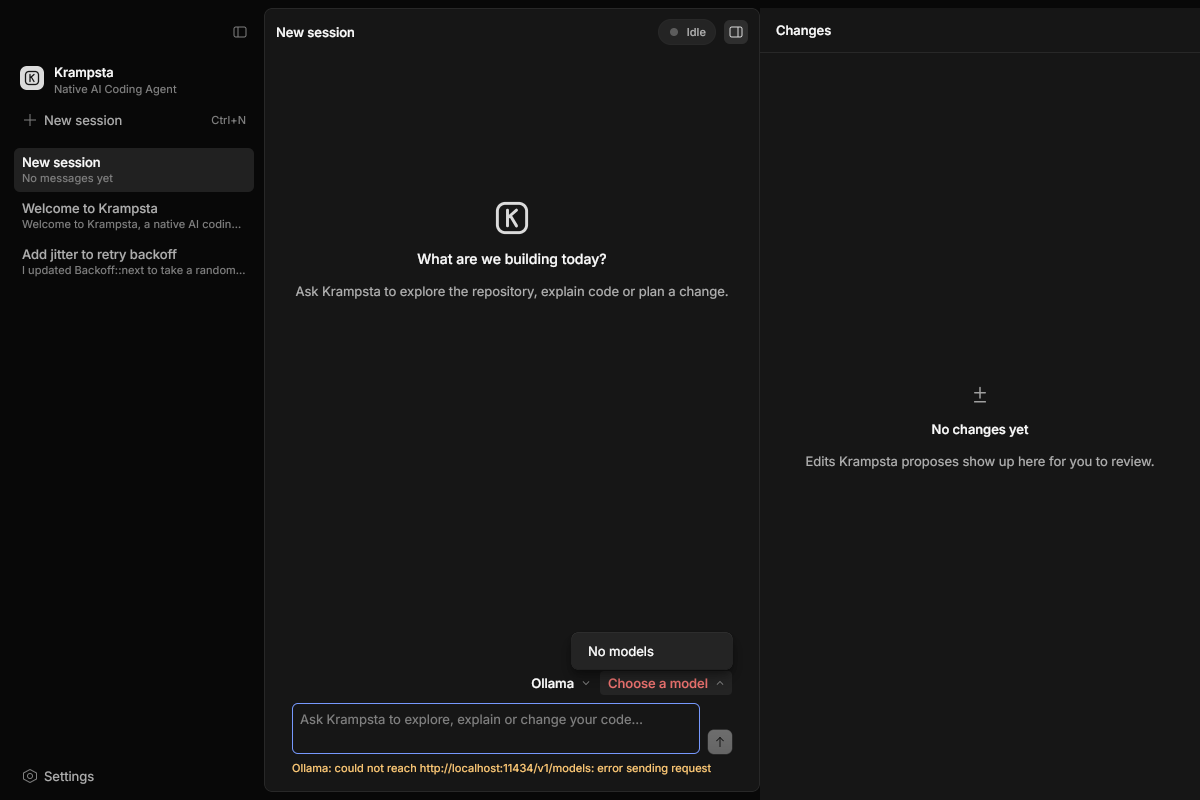 Krampsta
Native AI Coding Agent
New session
Ctrl+N
New session
No messages yet
Welcome to Krampsta
Welcome to Krampsta, a native AI codin...
Add jitter to retry backoff
I updated Backoff::next to take a random...
Settings
New session
Idle
K
What are we building today?
Ask Krampsta to explore the repository, explain code or plan a change.
No models
Ollama
Choose a model
Ask Krampsta to explore, explain or change your code...
Ollama: could not reach http://localhost:11434/v1/models: error sending request
Changes
No changes yet
Edits Krampsta proposes show up here for you to review.